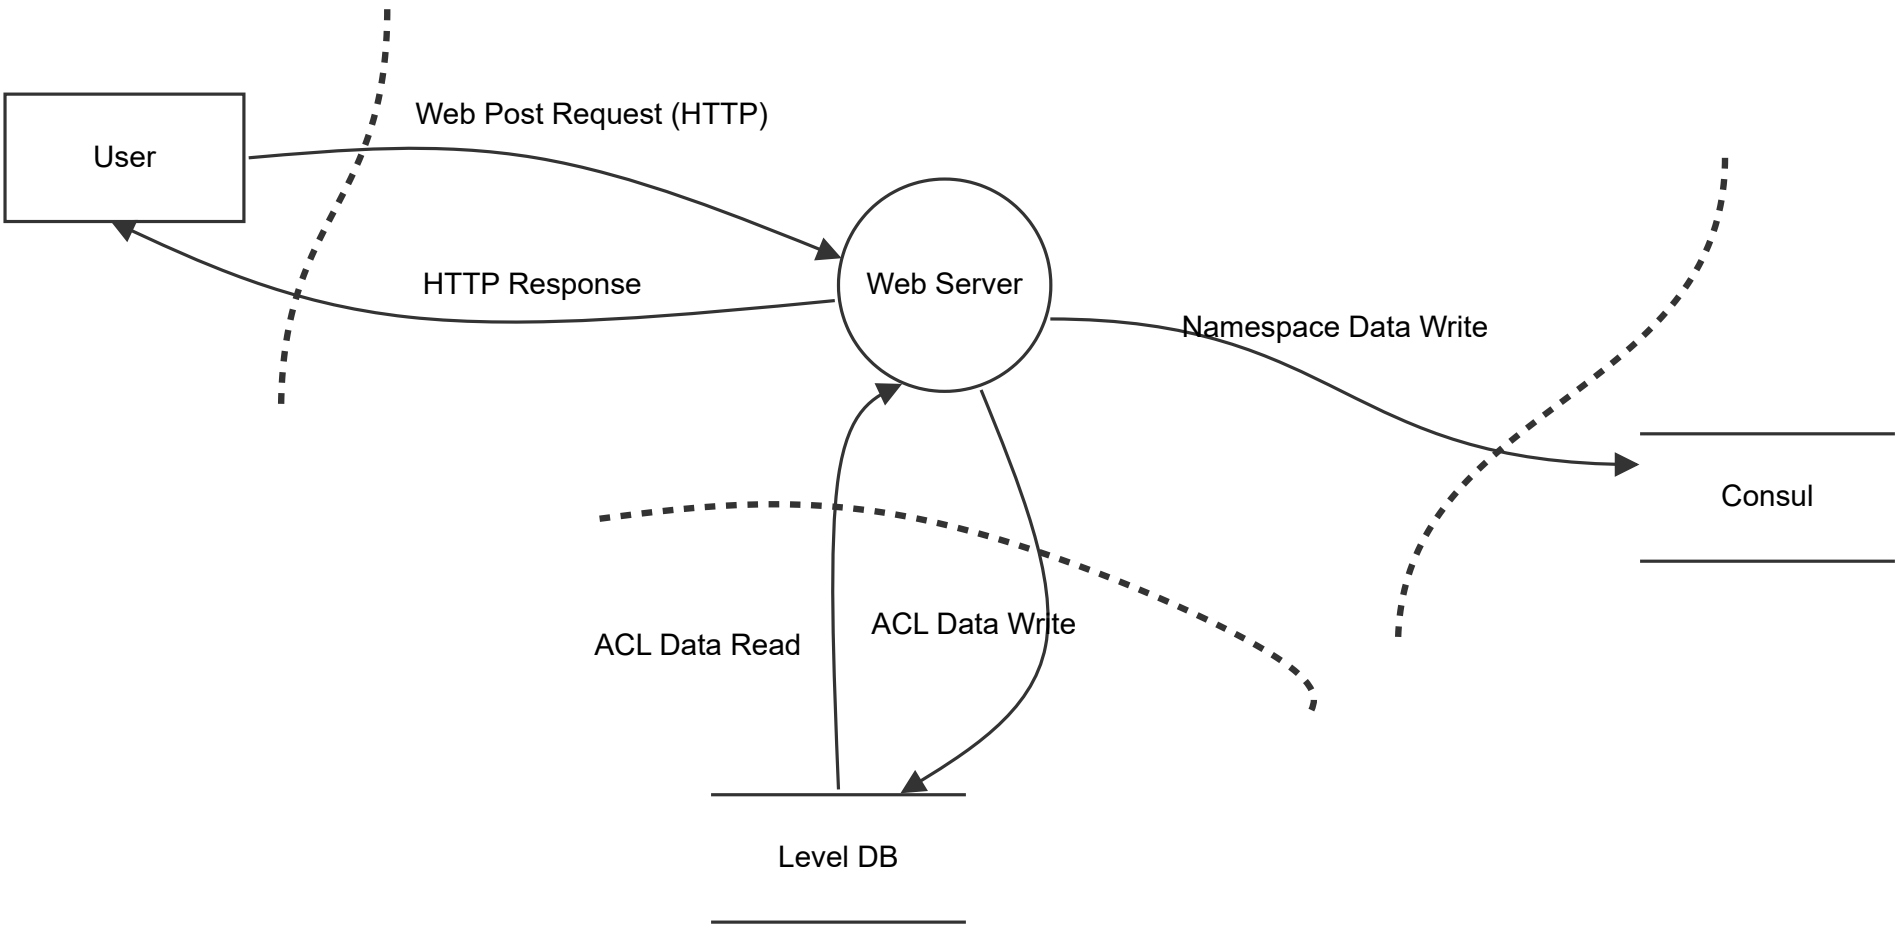 Web Post Request (HTTP)
User
HTTP Response
Web Server
Namespace Data Write
Consul
ACL Data Write
ACL Data Read
Level DB